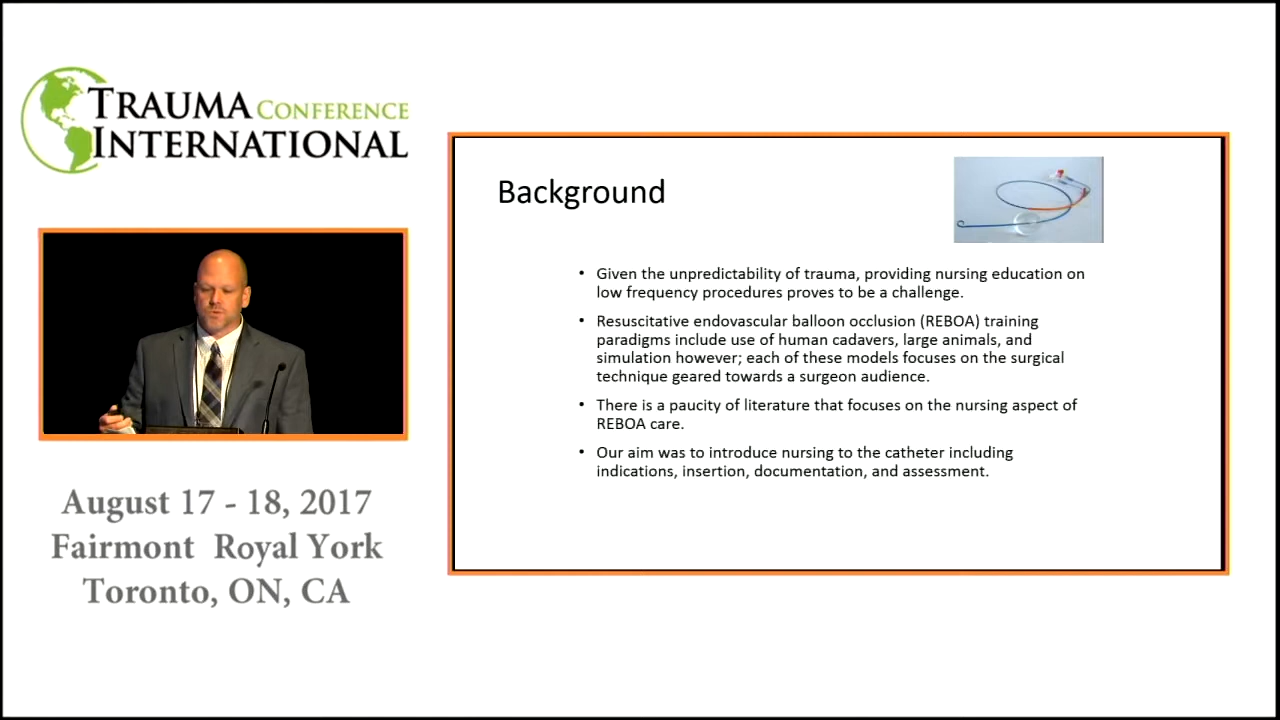 TRAUMA CONFERENCE
INTERNATIONAL
August 17 - 18, 2017
Fairmont Royal York
Toronto, ON, CA
Background
• Given the unpredictability of trauma, providing nursing education on
low frequency procedures proves to be a challenge.
• Resuscitative endovascular balloon occlusion (REBOA) training
paradigms include use of human cadavers, large animals, and
simulation however; each of these models focuses on the surgical
technique geared towards a surgeon audience.
• There is a paucity of literature that focuses on the nursing aspect of
REBOA care.
• Our aim was to introduce nursing to the catheter including
indications, insertion, documentation, and assessment.